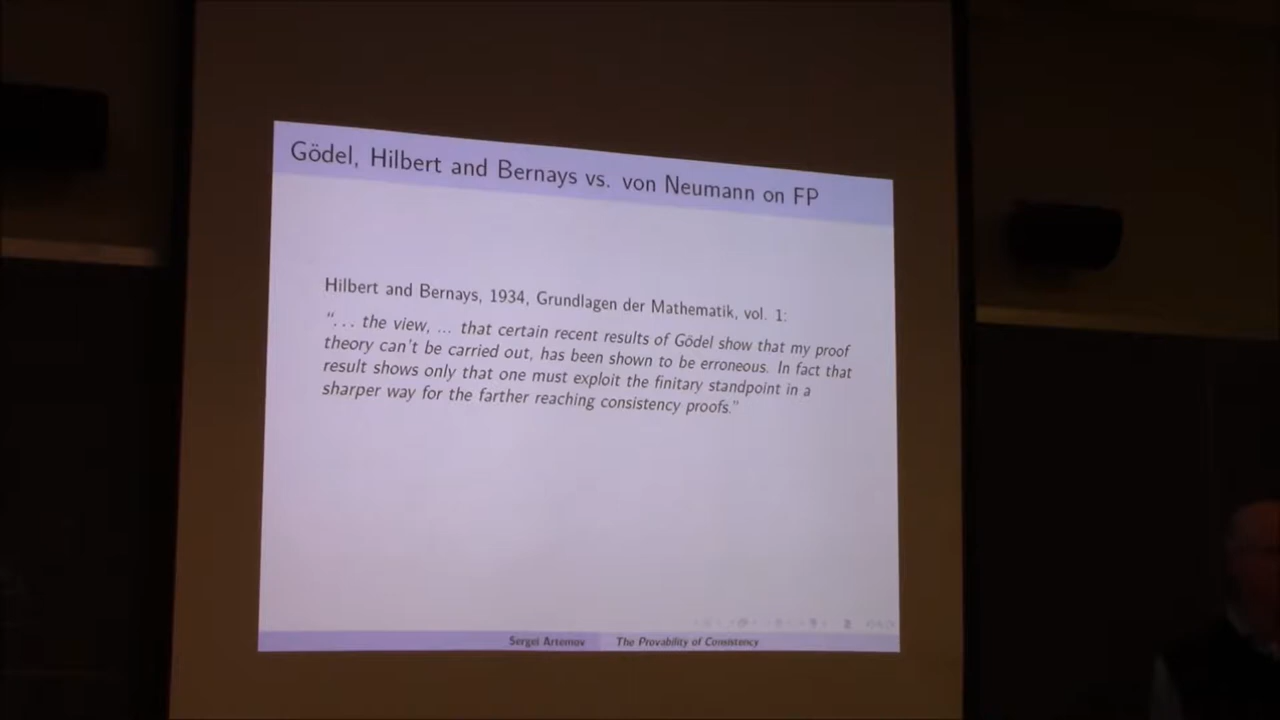 Gödel, Hilbert and Bernays vs. von Neumann on FP
Hilbert and Bernays, 1934, Grundlagen der Mathematik, vol. 1:
“... the view, ... that certain recent results of Gödel show that my proof
theory can't be carried out, has been shown to be erroneous. In fact that
result shows only that one must exploit the finitary standpoint in a
sharper way for the farther reaching consistency proofs.”
Sergei Artemov The Provability of Consistency